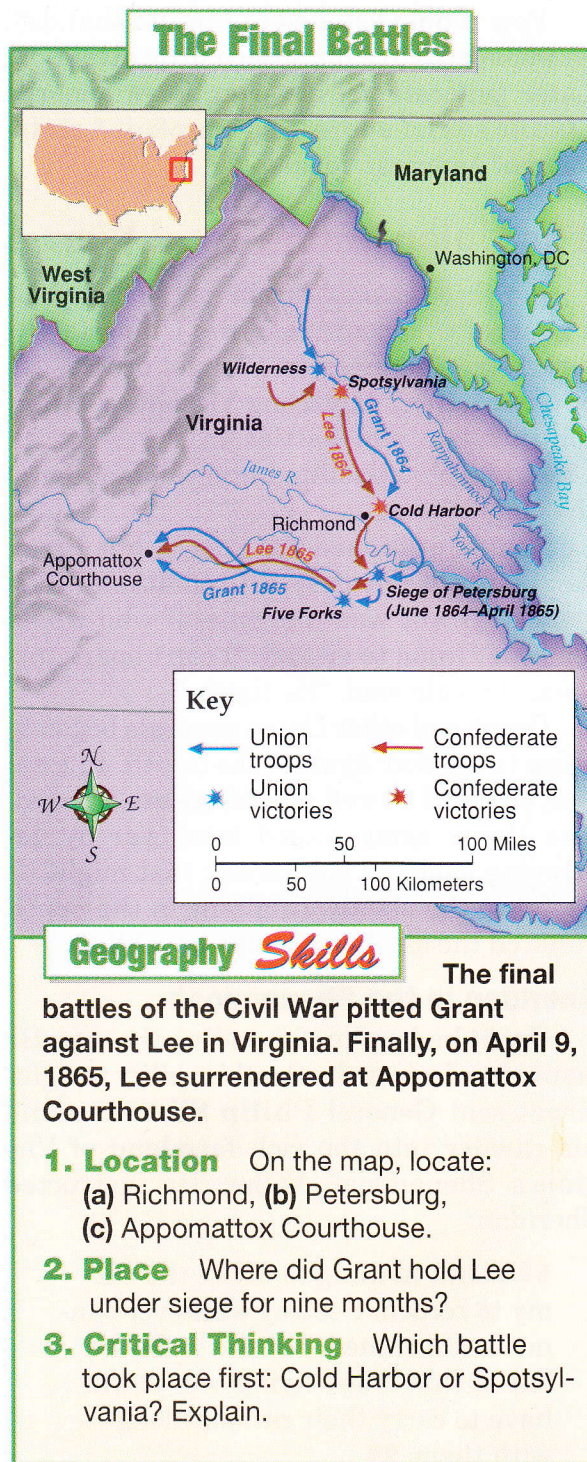 The Final Battles
Maryland
Washington, DC
West
Virginia
Wilderness
Spotsylvania
Virginia
Lee 1864
Grant 1864
Rappahannock R.
Chesapeake Bay
James R.
Cold Harbor
Richmond
York R.
Appomattox
Courthouse
Lee 1865
Grant 1865
Siege of Petersburg
(June 1864–April 1865)
Five Forks
Key
Union
troops
Confederate
troops
Union
victories
Confederate
victories
0 50 100 Miles
0 50 100 Kilometers
N
W E
S
Geography Skills
The final
battles of the Civil War pitted Grant
against Lee in Virginia. Finally, on April 9,
1865, Lee surrendered at Appomattox
Courthouse.
1. Location On the map, locate:
(a) Richmond, (b) Petersburg,
(c) Appomattox Courthouse.
2. Place Where did Grant hold Lee
under siege for nine months?
3. Critical Thinking Which battle
took place first: Cold Harbor or Spotsyl-
vania? Explain.